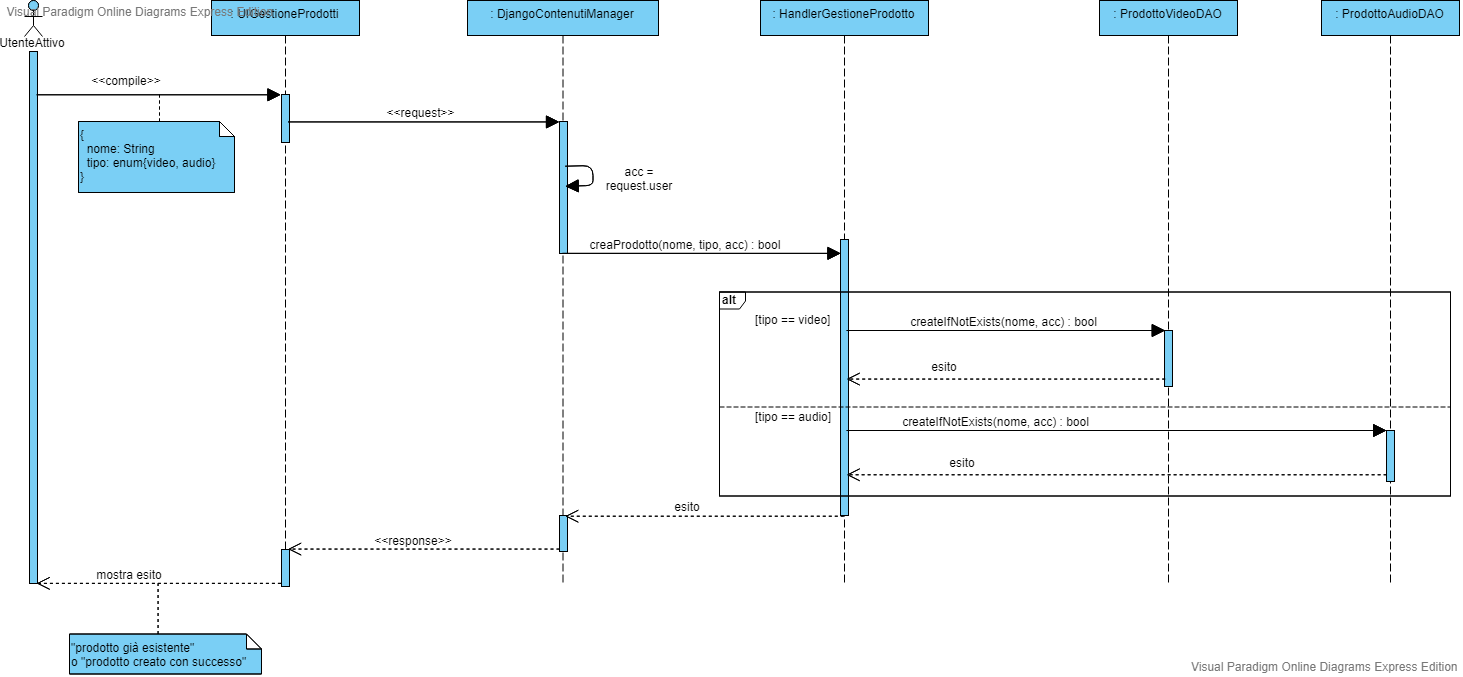 Visual Paradigm Online Diagrams Express Edition
: UIGestioneProdotti
: DjangoContenutiManager
: HandlerGestioneProdotto
: ProdottoVideoDAO
: ProdottoAudioDAO
UtenteAttivo
<<compile>>
<<request>>
{
nome: String
tipo: enum{video, audio}
}
acc =
request.user
creaProdotto(nome, tipo, acc) : bool
alt
[tipo == video]
createIfNotExists(nome, acc) : bool
esito
[tipo == audio]
createIfNotExists(nome, acc) : bool
esito
esito
<<response>>
mostra esito
"prodotto già esistente"
o "prodotto creato con successo"
Visual Paradigm Online Diagrams Express Edition